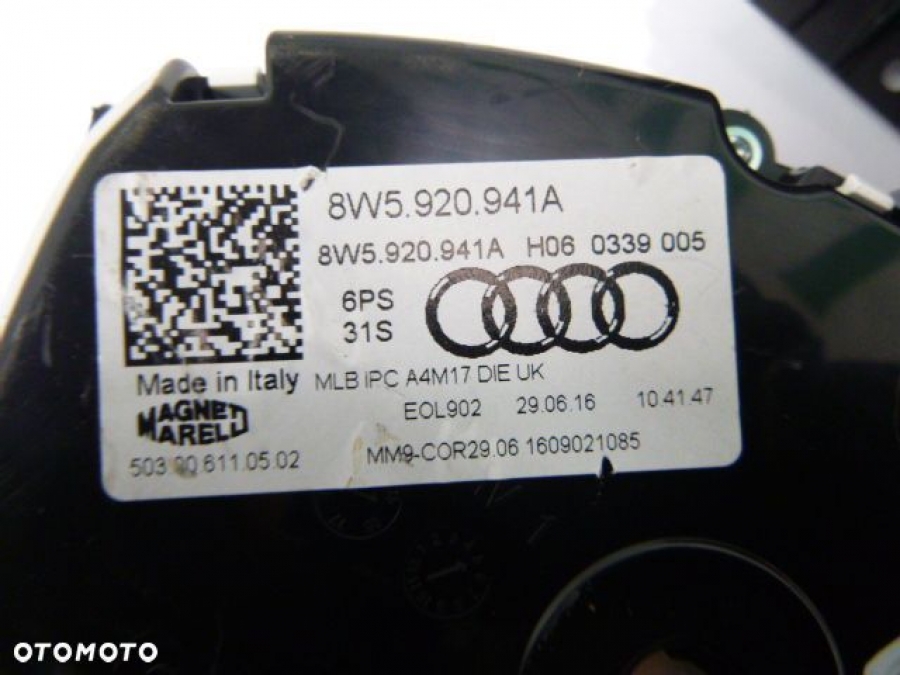 8W5.920.941A
8W5.920.941A H06 0339 005
6PS
31S
Made in Italy MLB IPC A4M17 DIE UK
MAGNETI
MARELLI
EOL902 29.06.16 10 41 47
503 00.611.05.02 MM9-COR29.06 1609021085
OTOMOTO